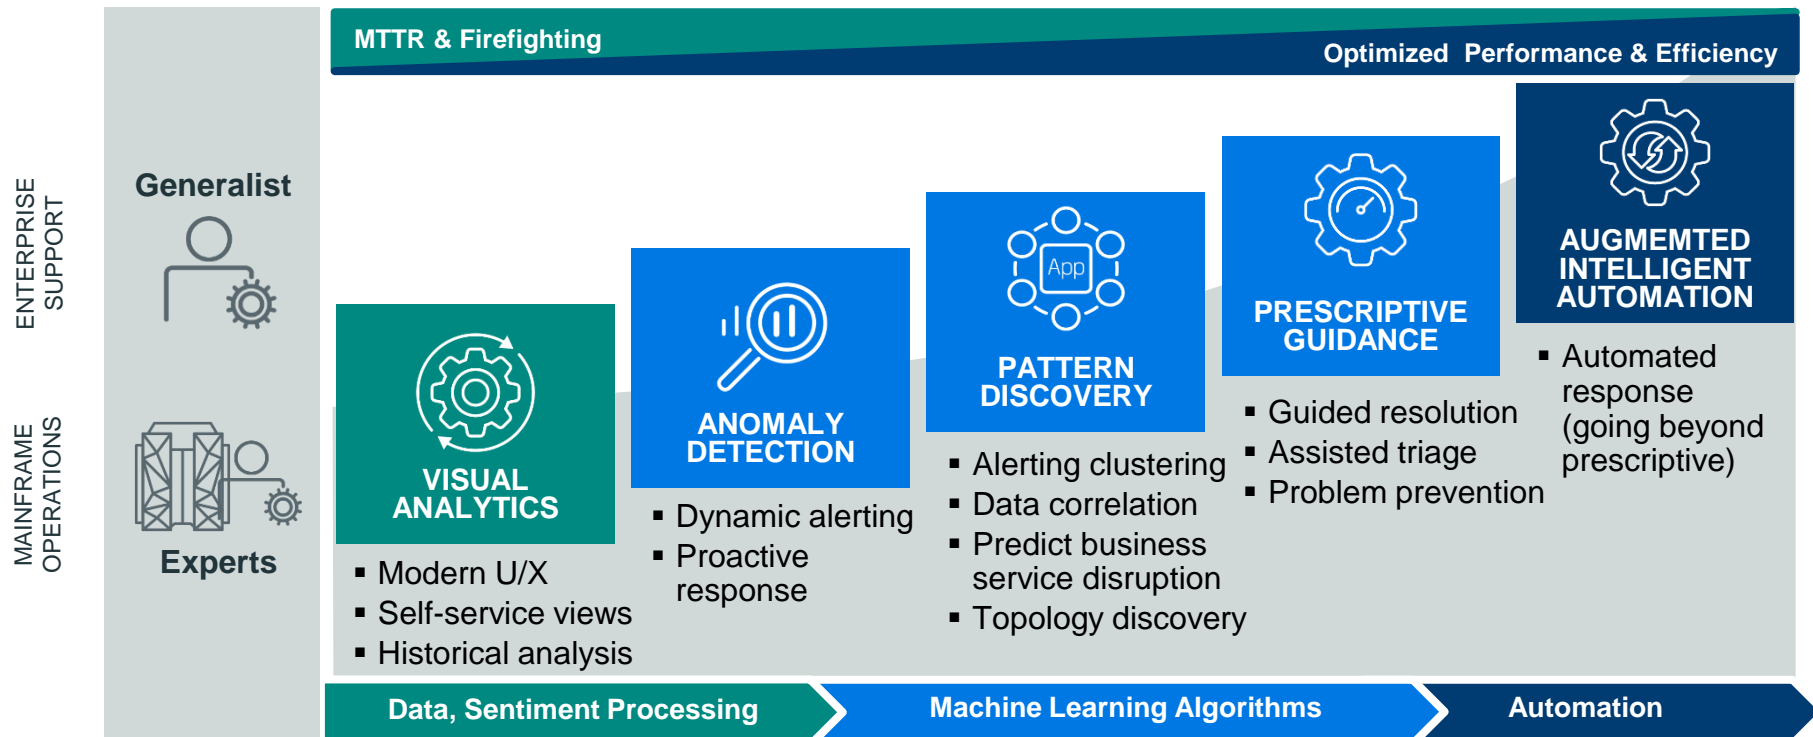 MTTR & Firefighting
Optimized Performance & Efficiency
ENTERPRISE
SUPPORT
MAINFRAME
OPERATIONS
Generalist
Experts
VISUAL
ANALYTICS
▪ Modern U/X
▪ Self-service views
▪ Historical analysis
ANOMALY
DETECTION
▪ Dynamic alerting
▪ Proactive
response
App
PATTERN
DISCOVERY
▪ Alerting clustering
▪ Data correlation
▪ Predict business
service disruption
▪ Topology discovery
PRESCRIPTIVE
GUIDANCE
▪ Guided resolution
▪ Assisted triage
▪ Problem prevention
AUGMEMTED
INTELLIGENT
AUTOMATION
▪ Automated
response
(going beyond
prescriptive)
Data, Sentiment Processing
Machine Learning Algorithms
Automation